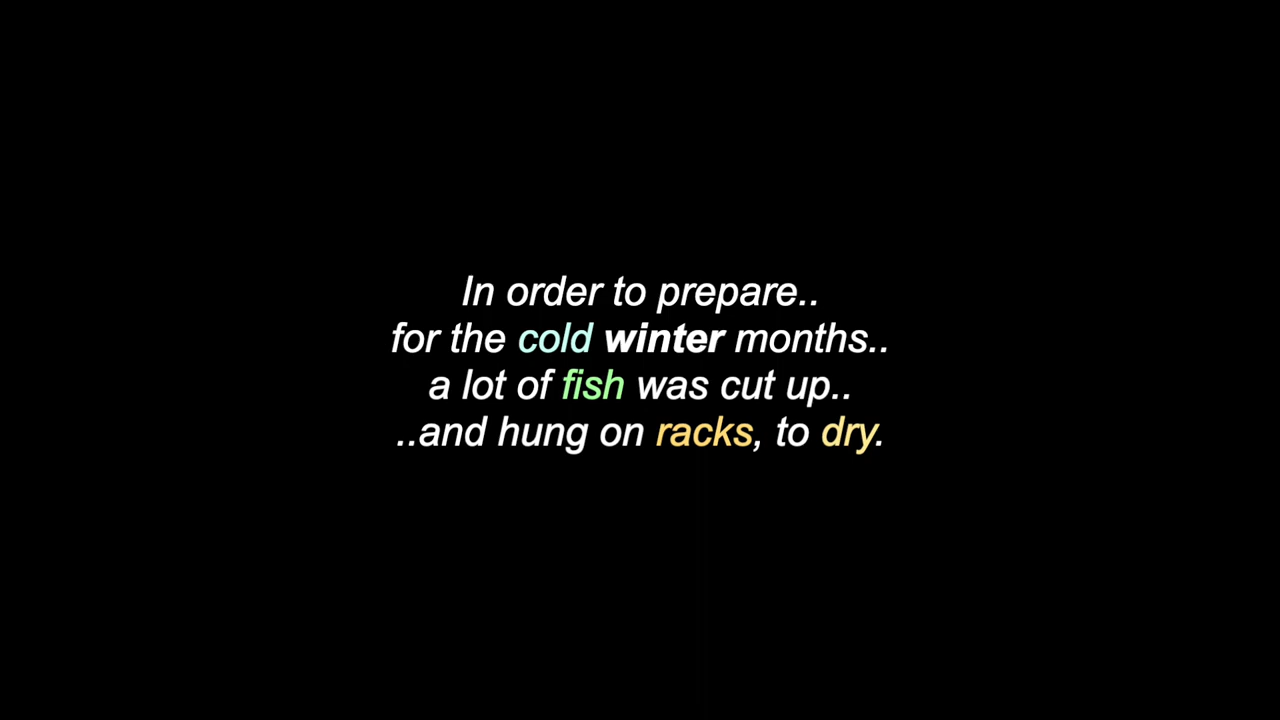 In order to prepare..
for the cold winter months..
a lot of fish was cut up..
..and hung on racks, to dry.